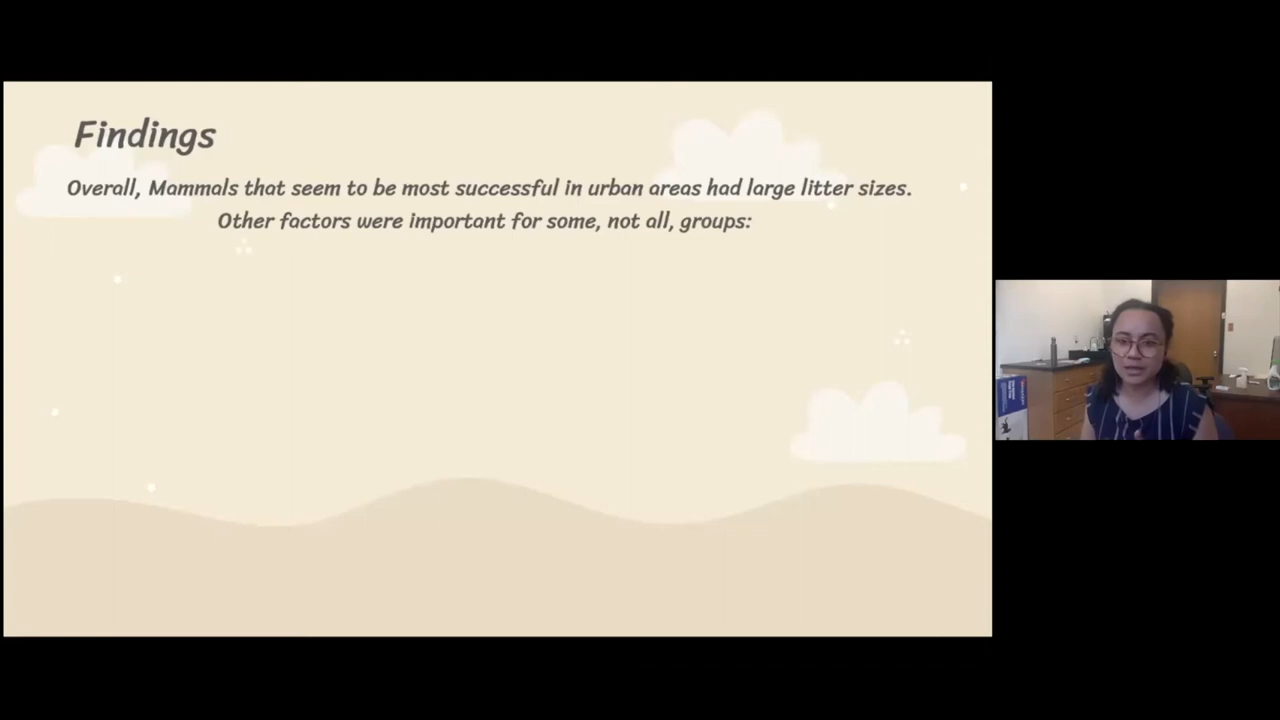 Findings
Overall, Mammals that seem to be most successful in urban areas had large litter sizes.
Other factors were important for some, not all, groups: